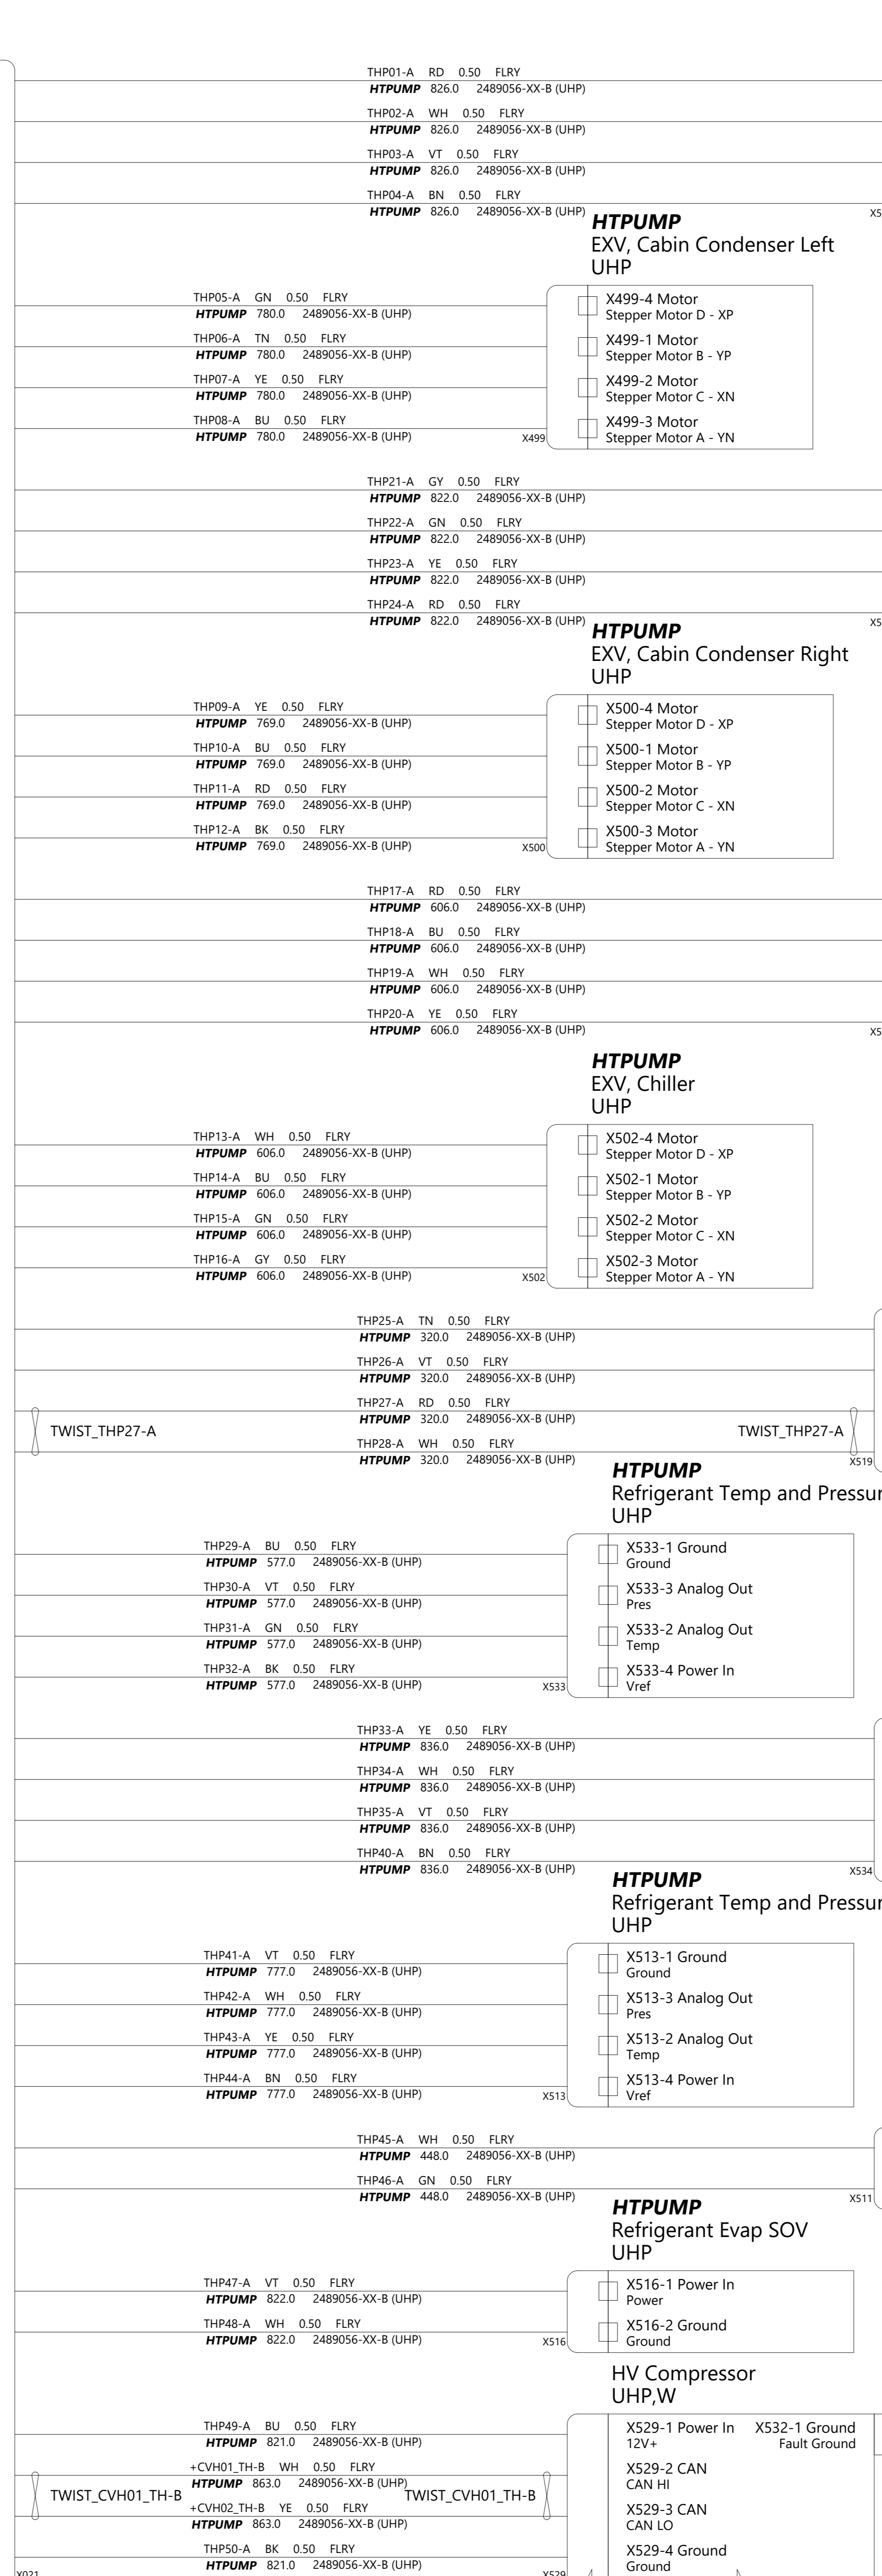 THP01-A RD 0.50 FLRY
HTPUMP 826.0 2489056-XX-B (UHP)
THP02-A WH 0.50 FLRY
HTPUMP 826.0 2489056-XX-B (UHP)
THP03-A VT 0.50 FLRY
HTPUMP 826.0 2489056-XX-B (UHP)
THP04-A BN 0.50 FLRY
HTPUMP 826.0 2489056-XX-B (UHP)
X5
HTPUMP
EXV, Cabin Condenser Left
UHP
THP05-A GN 0.50 FLRY
HTPUMP 780.0 2489056-XX-B (UHP)
X499-4 Motor
Stepper Motor D - XP
THP06-A TN 0.50 FLRY
HTPUMP 780.0 2489056-XX-B (UHP)
X499-1 Motor
Stepper Motor B - YP
THP07-A YE 0.50 FLRY
HTPUMP 780.0 2489056-XX-B (UHP)
X499-2 Motor
Stepper Motor C - XN
THP08-A BU 0.50 FLRY
HTPUMP 780.0 2489056-XX-B (UHP)
X499
X499-3 Motor
Stepper Motor A - YN
THP21-A GY 0.50 FLRY
HTPUMP 822.0 2489056-XX-B (UHP)
THP22-A GN 0.50 FLRY
HTPUMP 822.0 2489056-XX-B (UHP)
THP23-A YE 0.50 FLRY
HTPUMP 822.0 2489056-XX-B (UHP)
THP24-A RD 0.50 FLRY
HTPUMP 822.0 2489056-XX-B (UHP)
X5
HTPUMP
EXV, Cabin Condenser Right
UHP
THP09-A YE 0.50 FLRY
HTPUMP 769.0 2489056-XX-B (UHP)
X500-4 Motor
Stepper Motor D - XP
THP10-A BU 0.50 FLRY
HTPUMP 769.0 2489056-XX-B (UHP)
X500-1 Motor
Stepper Motor B - YP
THP11-A RD 0.50 FLRY
HTPUMP 769.0 2489056-XX-B (UHP)
X500-2 Motor
Stepper Motor C - XN
THP12-A BK 0.50 FLRY
HTPUMP 769.0 2489056-XX-B (UHP)
X500
X500-3 Motor
Stepper Motor A - YN
THP17-A RD 0.50 FLRY
HTPUMP 606.0 2489056-XX-B (UHP)
THP18-A BU 0.50 FLRY
HTPUMP 606.0 2489056-XX-B (UHP)
THP19-A WH 0.50 FLRY
HTPUMP 606.0 2489056-XX-B (UHP)
THP20-A YE 0.50 FLRY
HTPUMP 606.0 2489056-XX-B (UHP)
X5
HTPUMP
EXV, Chiller
UHP
THP13-A WH 0.50 FLRY
HTPUMP 606.0 2489056-XX-B (UHP)
X502-4 Motor
Stepper Motor D - XP
THP14-A BU 0.50 FLRY
HTPUMP 606.0 2489056-XX-B (UHP)
X502-1 Motor
Stepper Motor B - YP
THP15-A GN 0.50 FLRY
HTPUMP 606.0 2489056-XX-B (UHP)
X502-2 Motor
Stepper Motor C - XN
THP16-A GY 0.50 FLRY
HTPUMP 606.0 2489056-XX-B (UHP)
X502
X502-3 Motor
Stepper Motor A - YN
THP25-A TN 0.50 FLRY
HTPUMP 320.0 2489056-XX-B (UHP)
THP26-A VT 0.50 FLRY
HTPUMP 320.0 2489056-XX-B (UHP)
THP27-A RD 0.50 FLRY
HTPUMP 320.0 2489056-XX-B (UHP)
TWIST_THP27-A TWIST_THP27-A
THP28-A WH 0.50 FLRY
HTPUMP 320.0 2489056-XX-B (UHP)
X519
HTPUMP
Refrigerant Temp and Pressur
UHP
THP29-A BU 0.50 FLRY
HTPUMP 577.0 2489056-XX-B (UHP)
X533-1 Ground
Ground
THP30-A VT 0.50 FLRY
HTPUMP 577.0 2489056-XX-B (UHP)
X533-3 Analog Out
Pres
THP31-A GN 0.50 FLRY
HTPUMP 577.0 2489056-XX-B (UHP)
X533-2 Analog Out
Temp
THP32-A BK 0.50 FLRY
HTPUMP 577.0 2489056-XX-B (UHP)
X533
X533-4 Power In
Vref
THP33-A YE 0.50 FLRY
HTPUMP 836.0 2489056-XX-B (UHP)
THP34-A WH 0.50 FLRY
HTPUMP 836.0 2489056-XX-B (UHP)
THP35-A VT 0.50 FLRY
HTPUMP 836.0 2489056-XX-B (UHP)
THP40-A BN 0.50 FLRY
HTPUMP 836.0 2489056-XX-B (UHP)
X534
HTPUMP
Refrigerant Temp and Pressur
UHP
THP41-A VT 0.50 FLRY
HTPUMP 777.0 2489056-XX-B (UHP)
X513-1 Ground
Ground
THP42-A WH 0.50 FLRY
HTPUMP 777.0 2489056-XX-B (UHP)
X513-3 Analog Out
Pres
THP43-A YE 0.50 FLRY
HTPUMP 777.0 2489056-XX-B (UHP)
X513-2 Analog Out
Temp
THP44-A BN 0.50 FLRY
HTPUMP 777.0 2489056-XX-B (UHP)
X513
X513-4 Power In
Vref
THP45-A WH 0.50 FLRY
HTPUMP 448.0 2489056-XX-B (UHP)
THP46-A GN 0.50 FLRY
HTPUMP 448.0 2489056-XX-B (UHP)
X511
HTPUMP
Refrigerant Evap SOV
UHP
THP47-A VT 0.50 FLRY
HTPUMP 822.0 2489056-XX-B (UHP)
X516-1 Power In
Power
THP48-A WH 0.50 FLRY
HTPUMP 822.0 2489056-XX-B (UHP)
X516
X516-2 Ground
Ground
HV Compressor
UHP,W
THP49-A BU 0.50 FLRY
HTPUMP 821.0 2489056-XX-B (UHP)
X529-1 Power In X532-1 Ground
12V+ Fault Ground
+CVH01_TH-B WH 0.50 FLRY
HTPUMP 863.0 2489056-XX-B (UHP)
X529-2 CAN
CAN HI
TWIST_CVH01_TH-B TWIST_CVH01_TH-B
+CVH02_TH-B YE 0.50 FLRY
HTPUMP 863.0 2489056-XX-B (UHP)
X529-3 CAN
CAN LO
THP50-A BK 0.50 FLRY
HTPUMP 821.0 2489056-XX-B (UHP)
X529-4 Ground
Ground
X021
X529